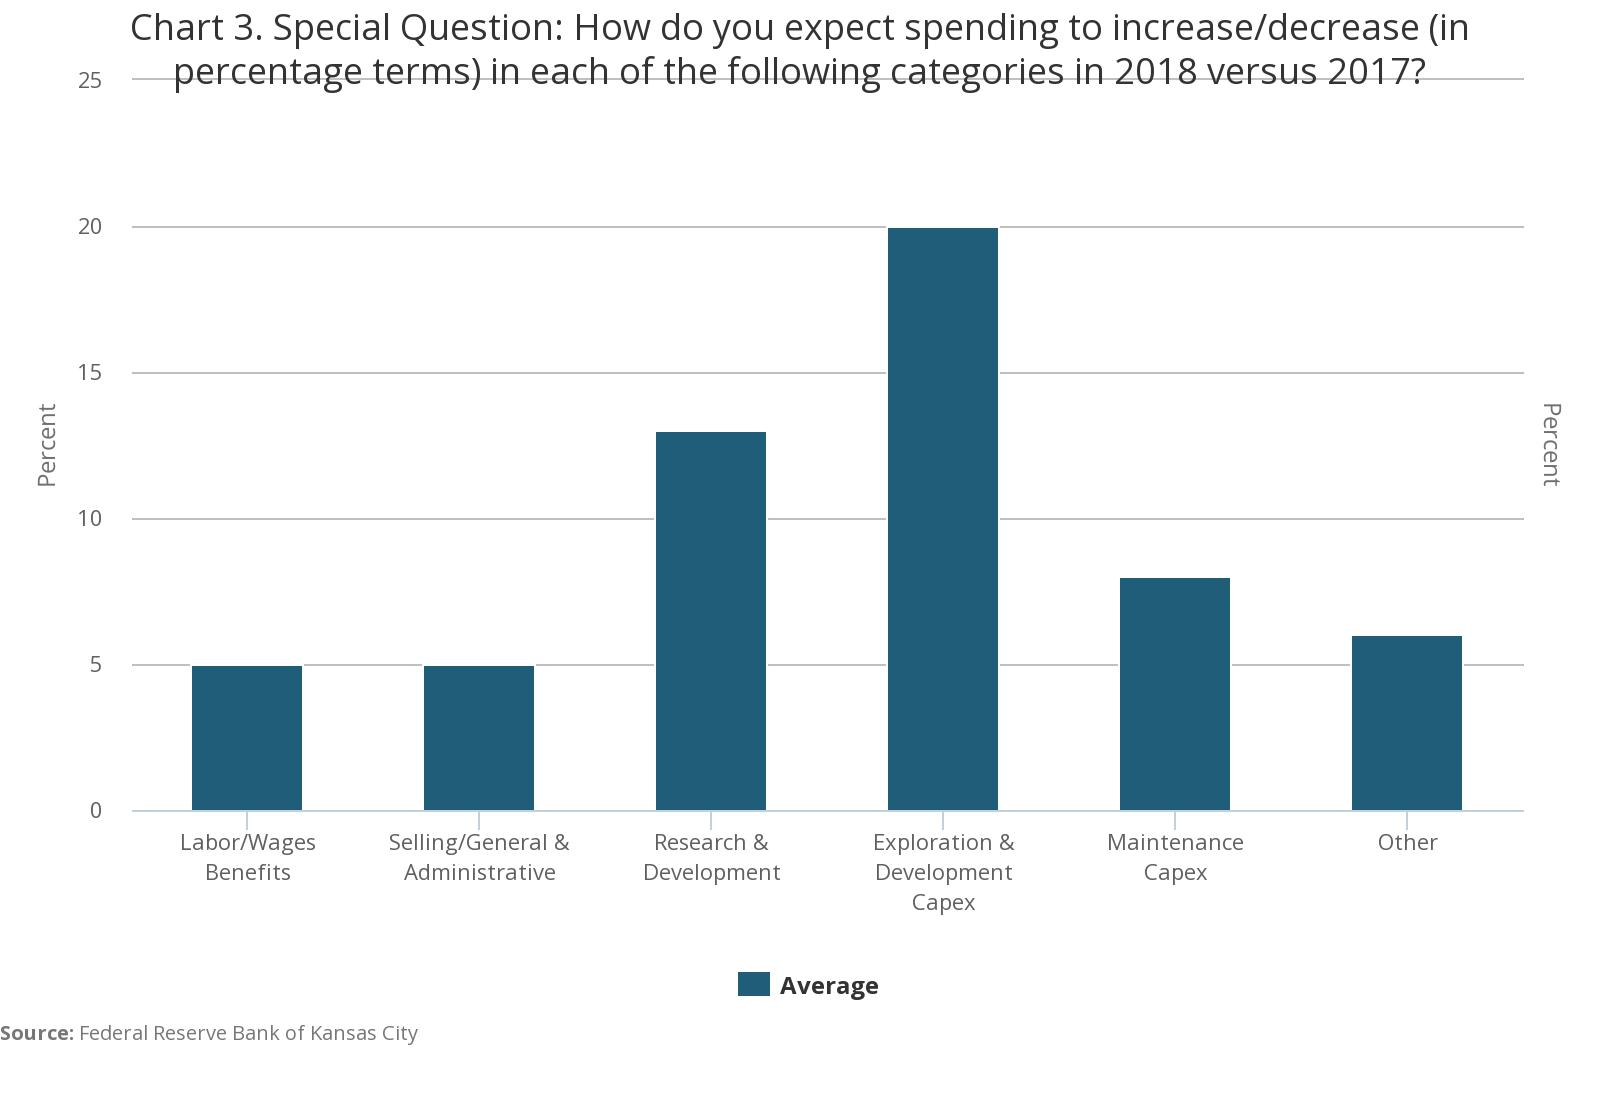 Chart 3. Special Question: How do you expect spending to increase/decrease (in
percentage terms) in each of the following categories in 2018 versus 2017?
25
20
15
10
5
0
Percent
Percent
Labor/Wages
Benefits
Selling/General &
Administrative
Research &
Development
Exploration &
Development
Capex
Maintenance
Capex
Other
Average
Source: Federal Reserve Bank of Kansas City